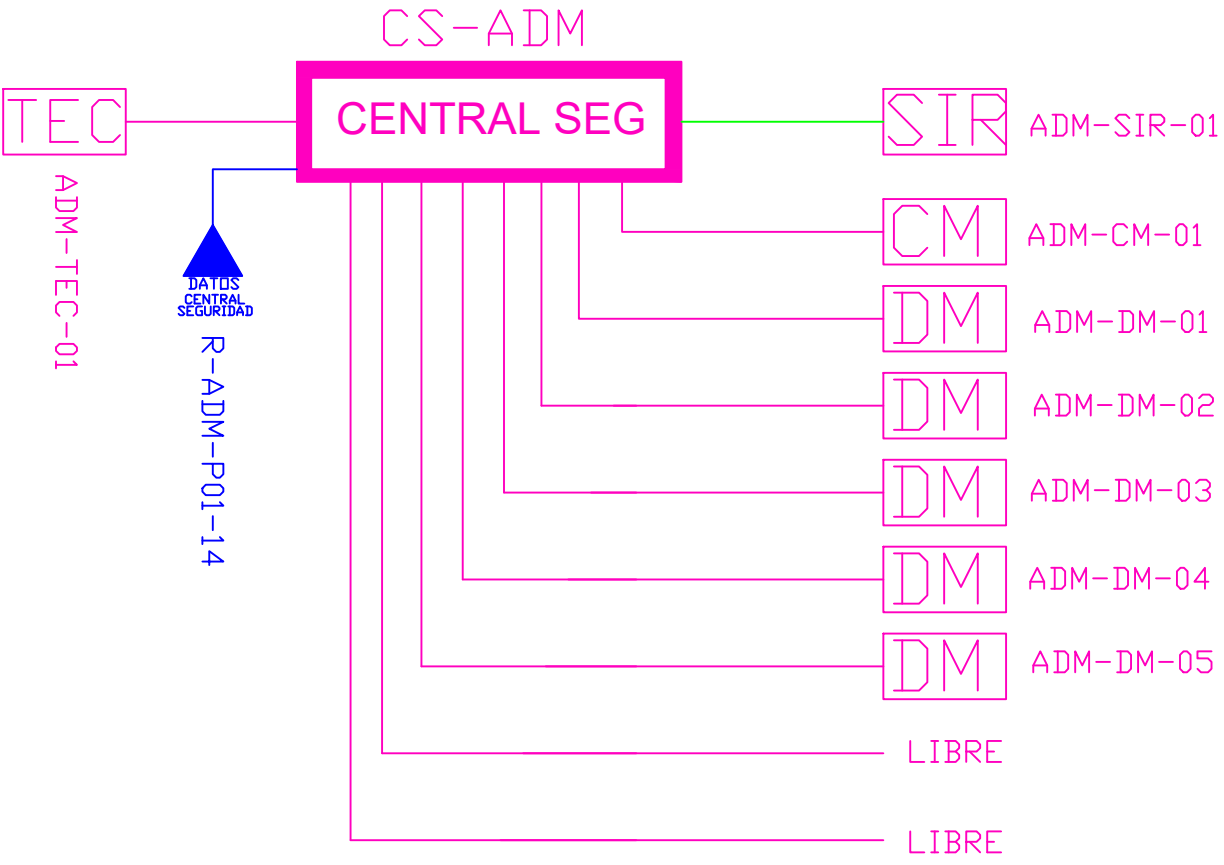 CS-ADM
CENTRAL SEG
TEC
ADM-TEC-01
DATOS
CENTRAL
SEGURIDAD
R-ADM-P01-14
SIR
ADM-SIR-01
CM
ADM-CM-01
DM
ADM-DM-01
DM
ADM-DM-02
DM
ADM-DM-03
DM
ADM-DM-04
DM
ADM-DM-05
LIBRE
LIBRE